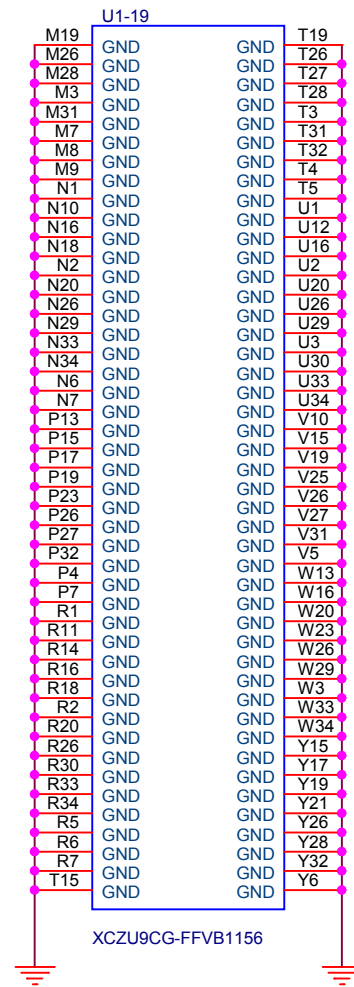 U1-19
M19 GND GND T19
M26 GND GND T26
M28 GND GND T27
M3 GND GND T28
M31 GND GND T3
M7 GND GND T31
M8 GND GND T32
M9 GND GND T4
N1 GND GND T5
N10 GND GND U1
N16 GND GND U12
N18 GND GND U16
N2 GND GND U2
N20 GND GND U20
N26 GND GND U26
N29 GND GND U29
N33 GND GND U3
N34 GND GND U30
N6 GND GND U33
N7 GND GND U34
P13 GND GND V10
P15 GND GND V15
P17 GND GND V19
P19 GND GND V25
P23 GND GND V26
P26 GND GND V27
P27 GND GND V31
P32 GND GND V5
P4 GND GND W13
P7 GND GND W16
R1 GND GND W20
R11 GND GND W23
R14 GND GND W26
R16 GND GND W29
R18 GND GND W3
R2 GND GND W33
R20 GND GND W34
R26 GND GND Y15
R30 GND GND Y17
R33 GND GND Y19
R34 GND GND Y21
R5 GND GND Y26
R6 GND GND Y28
R7 GND GND Y32
T15 GND GND Y6
XCZU9CG-FFVB1156